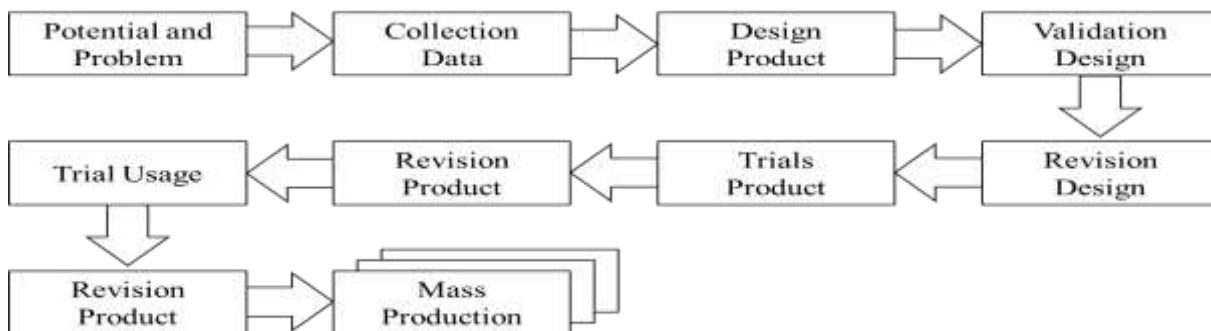 Potential and
Problem
Collection
Data
Design
Product
Validation
Design
Trial Usage
Revision
Product
Trials
Product
Revision
Design
Revision
Product
Mass
Production